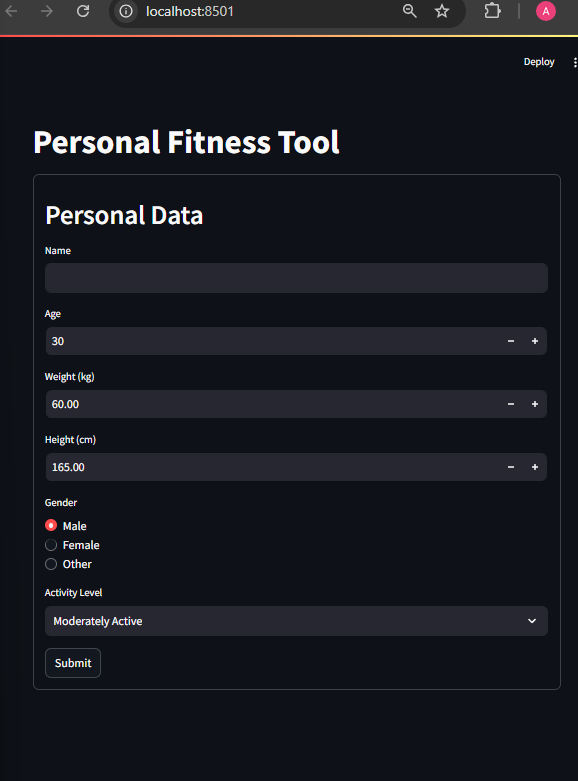 localhost:8501
A
Deploy
Personal Fitness Tool
Personal Data
Name
Age
30
Weight (kg)
60.00
Height (cm)
165.00
Gender
Male
Female
Other
Activity Level
Moderately Active
Submit